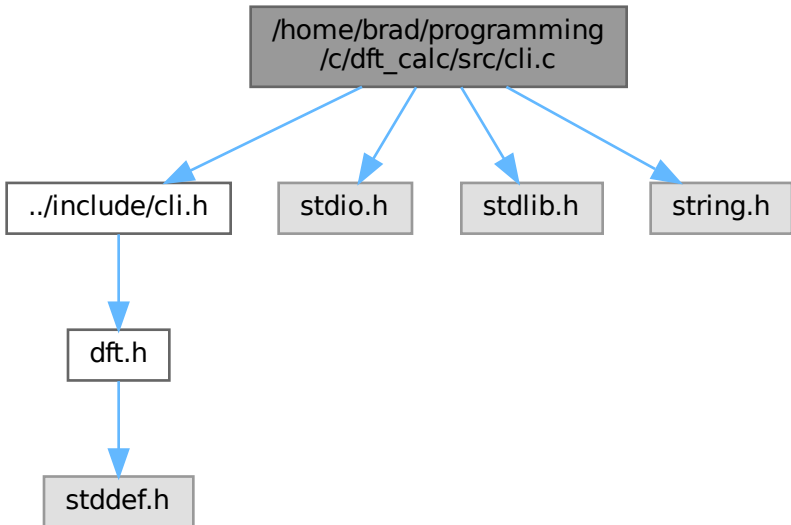 /home/brad/programming
/c/dft_calc/src/cli.c
../include/cli.h
stdio.h
stdlib.h
string.h
dft.h
stddef.h